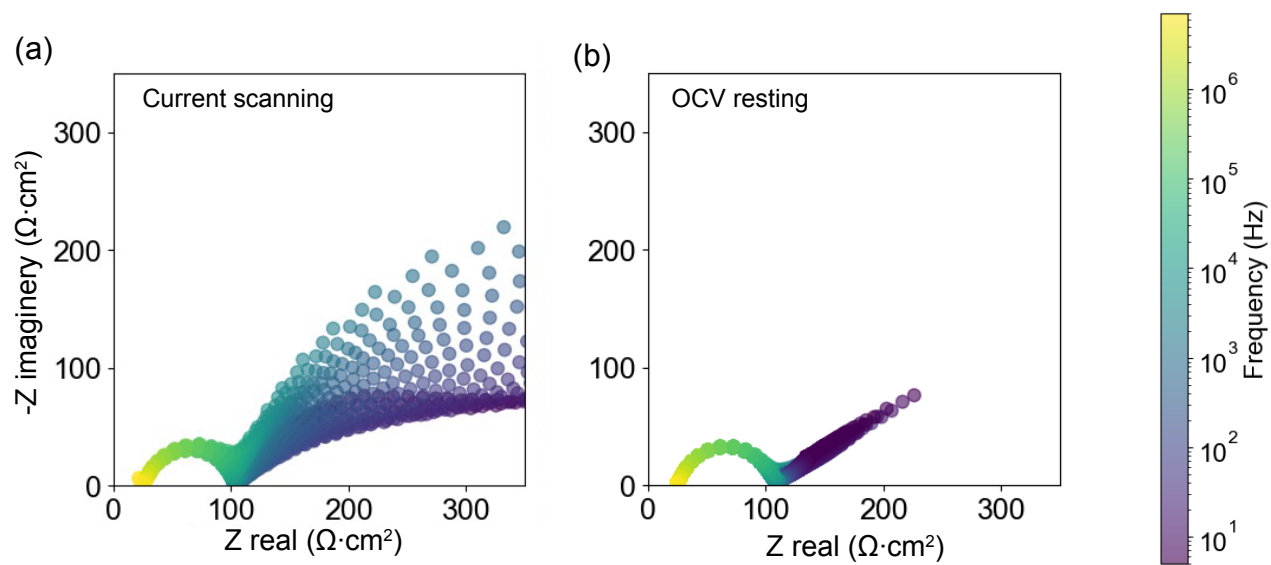 (a)
Current scanning
-Z imaginery (Ω·cm²)
300
200
100
0
0 100 200 300
Z real (Ω·cm²)
(b)
OCV resting
300
200
100
0
0 100 200 300
Z real (Ω·cm²)
10⁶
10⁵
10⁴
10³
10²
10¹
Frequency (Hz)